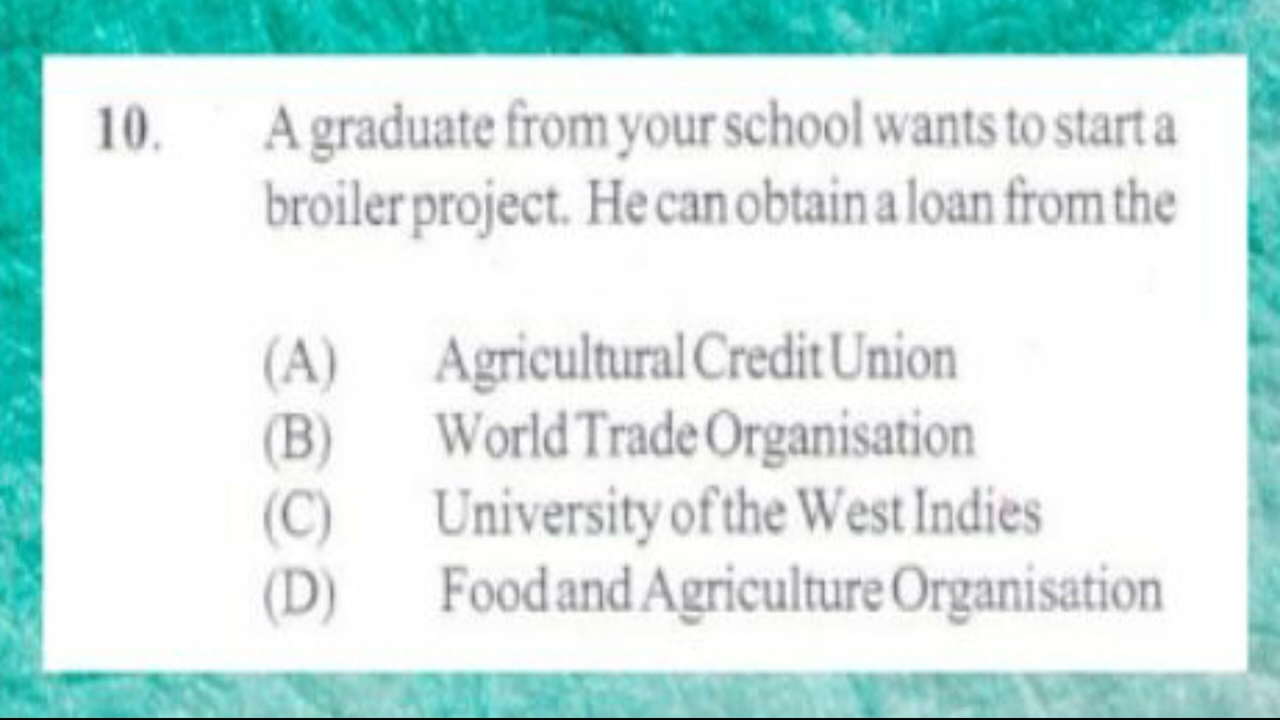 10. A graduate from your school wants to start a
broiler project. He can obtain a loan from the
(A) Agricultural Credit Union
(B) World Trade Organisation
(C) University of the West Indies
(D) Food and Agriculture Organisation